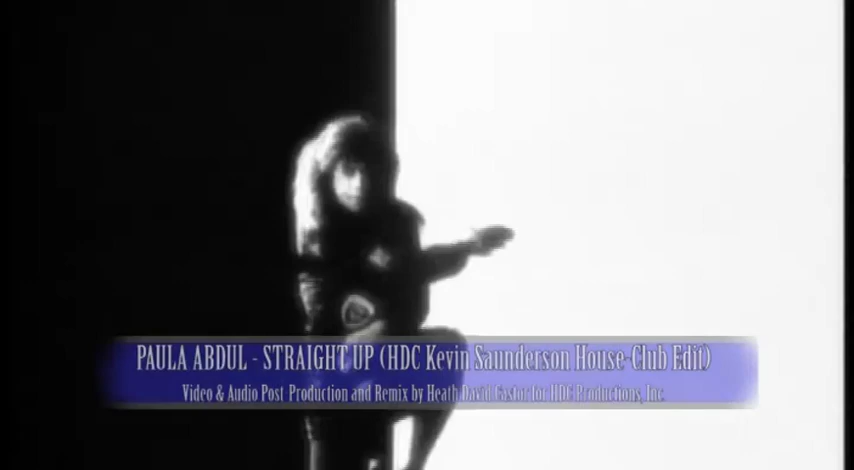 PAULA ABDUL - STRAIGHT UP (HDC Kevin Saunderson House-Club Edit)
Video & Audio Post Production and Remix by Heath David Castor for HDC Productions, Inc.